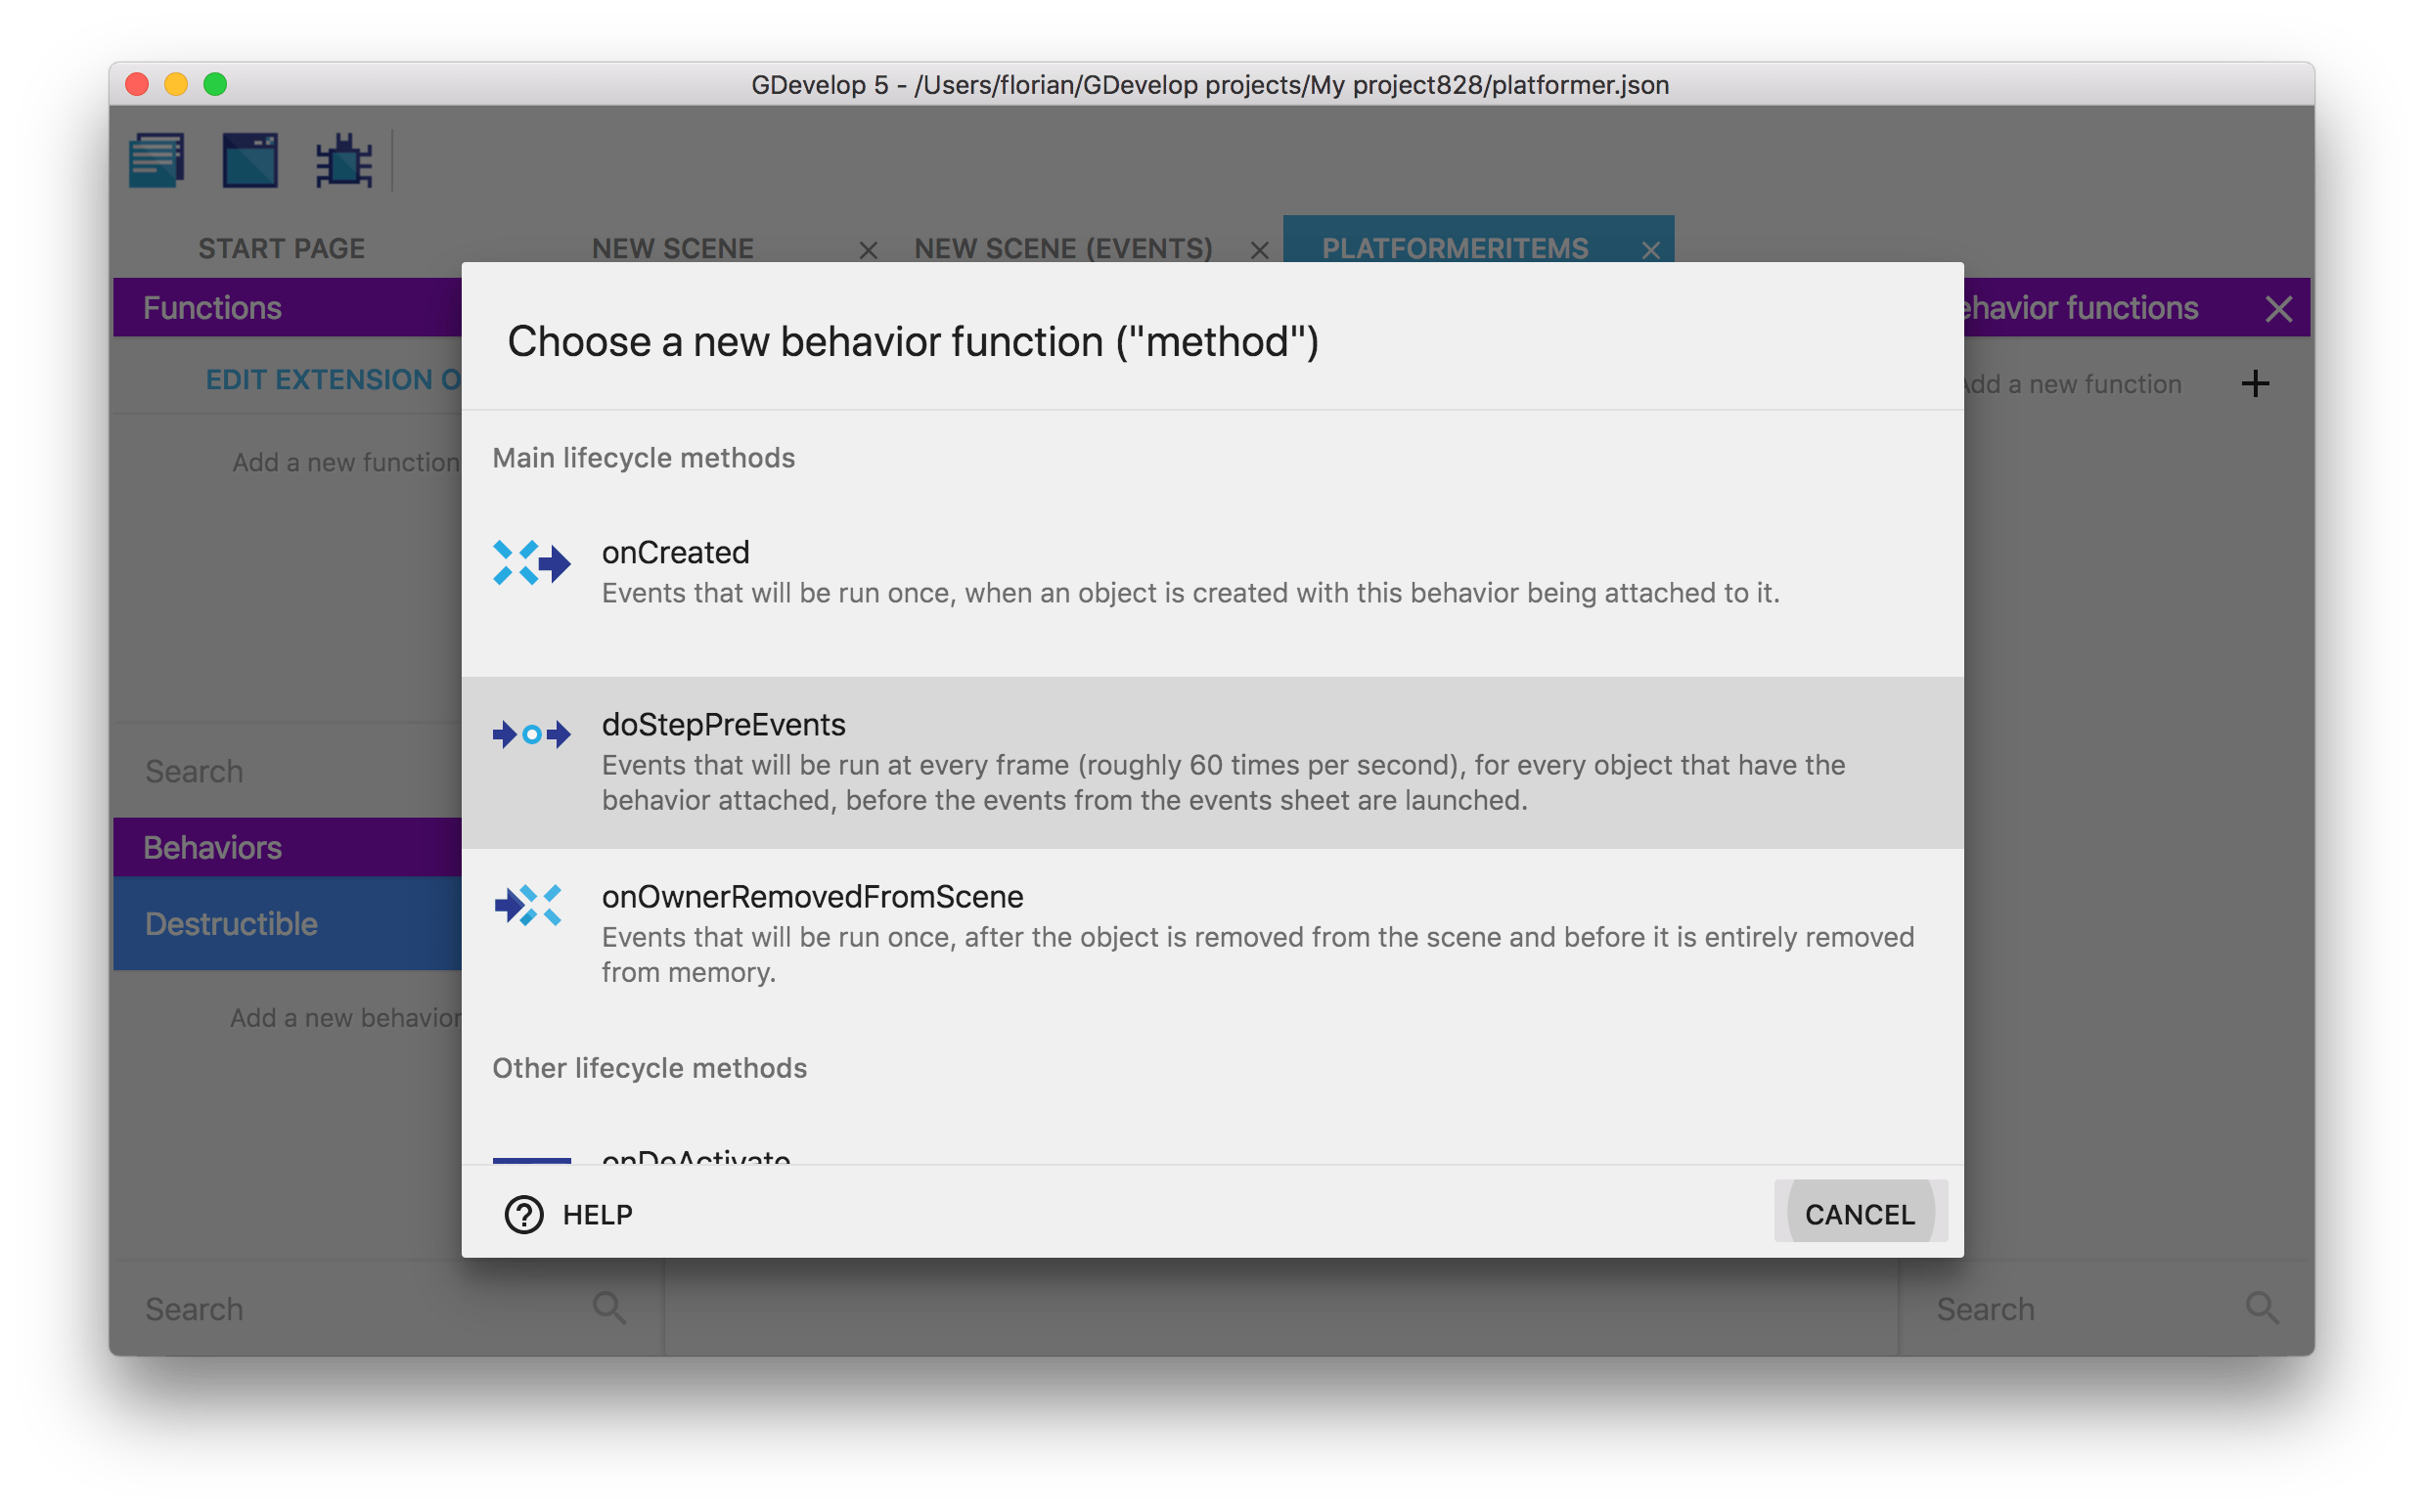 GDevelop 5 - /Users/florian/GDevelop projects/My project828/platformer.json
START PAGE
NEW SCENE
NEW SCENE (EVENTS)
PLATFORMERITEMS
Functions
EDIT EXTENSION O
Add a new function
Search
Behaviors
Destructible
Add a new behavior
Search
Choose a new behavior function ("method")
Main lifecycle methods
onCreated
Events that will be run once, when an object is created with this behavior being attached to it.
doStepPreEvents
Events that will be run at every frame (roughly 60 times per second), for every object that have the
behavior attached, before the events from the events sheet are launched.
onOwnerRemovedFromScene
Events that will be run once, after the object is removed from the scene and before it is entirely removed
from memory.
Other lifecycle methods
onDeActivate
HELP
CANCEL
ehavior functions
Add a new function
Search